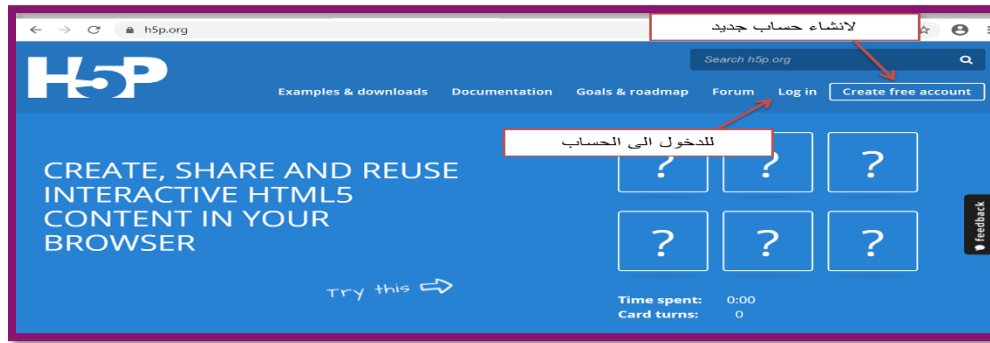 h5p.org
لانشاء حساب جديد
H5P
Search h5p.org
Examples & downloads Documentation Goals & roadmap Forum Log in Create free account
للدخول الى الحساب
CREATE, SHARE AND REUSE
INTERACTIVE HTML5
CONTENT IN YOUR
BROWSER
? ? ?
? ? ?
Try this
Time spent: 0:00
Card turns: 0
feedback